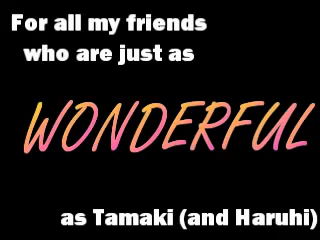 For all my friends
who are just as
WONDERFUL
as Tamaki (and Haruhi)